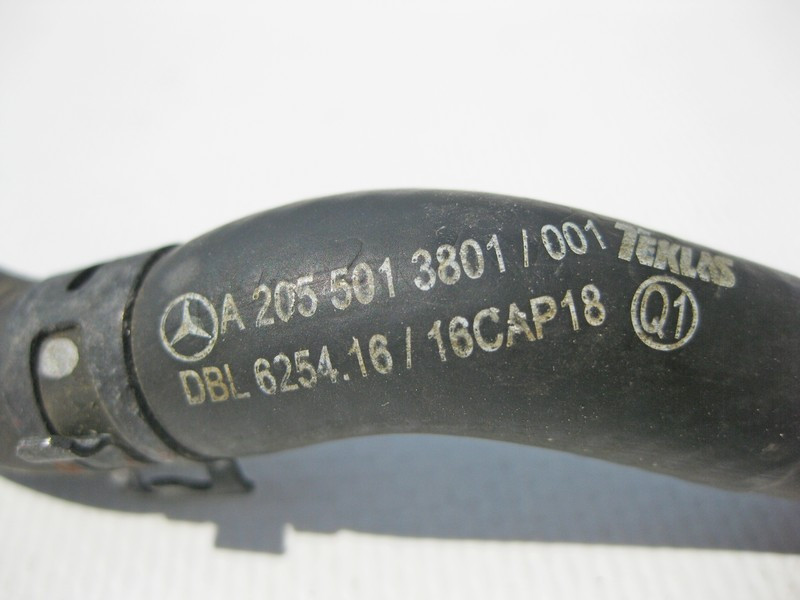 A 205 501 3801 / 001 TEKLAS
DBL 6254.16 / 16CAP18 Q1